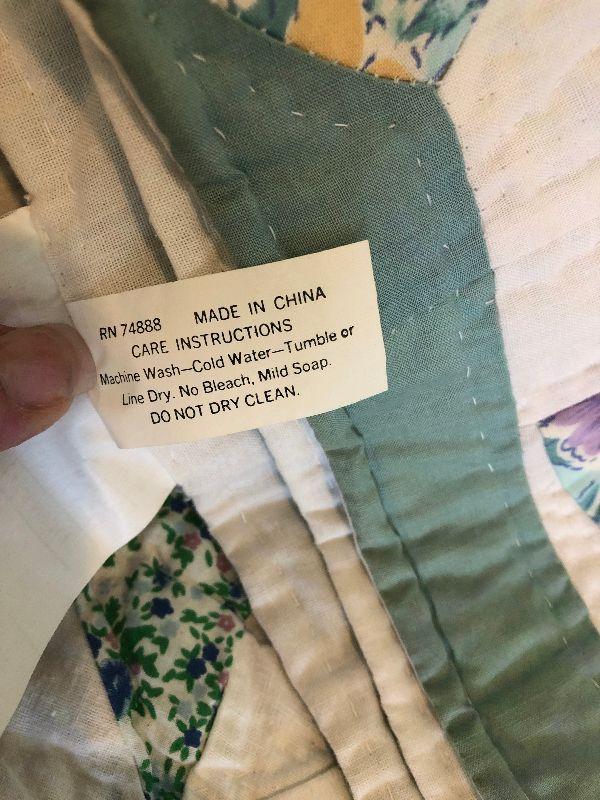 RN 74888 MADE IN CHINA
CARE INSTRUCTIONS
Machine Wash—Cold Water—Tumble or
Line Dry. No Bleach, Mild Soap.
DO NOT DRY CLEAN.